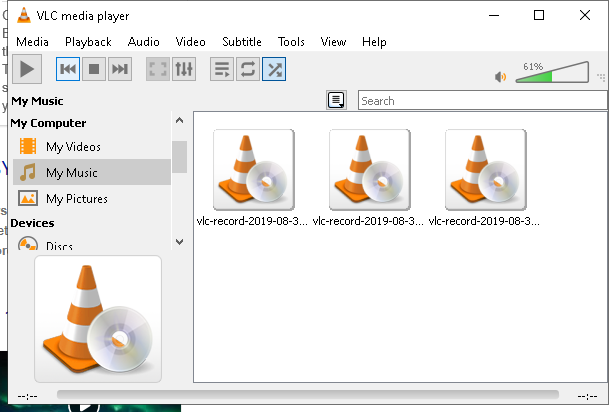 VLC media player
Media Playback Audio Video Subtitle Tools View Help
61%
My Music
Search
My Computer
My Videos
My Music
My Pictures
Devices
Discs
vlc-record-2019-08-3... vlc-record-2019-08-3... vlc-record-2019-08-3...
--:-- --:--